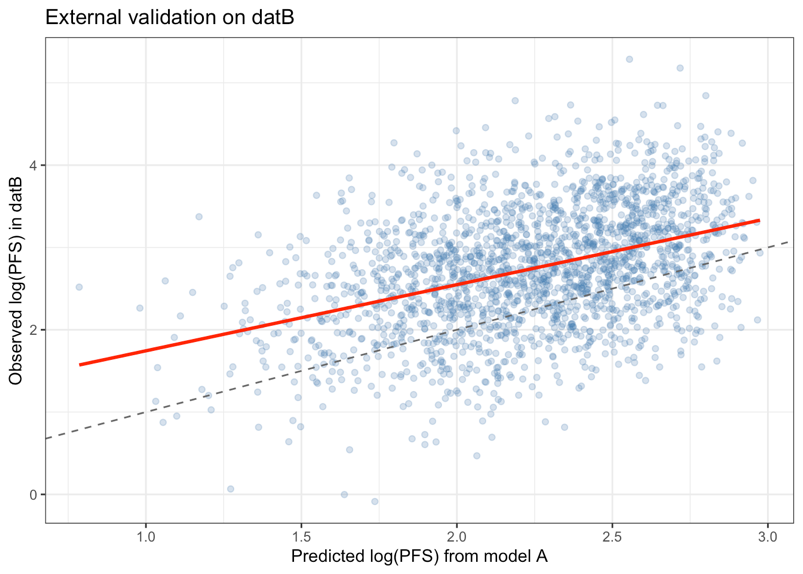 External validation on datB
Observed log(PFS) in datB
4
2
0
1.0 1.5 2.0 2.5 3.0
Predicted log(PFS) from model A